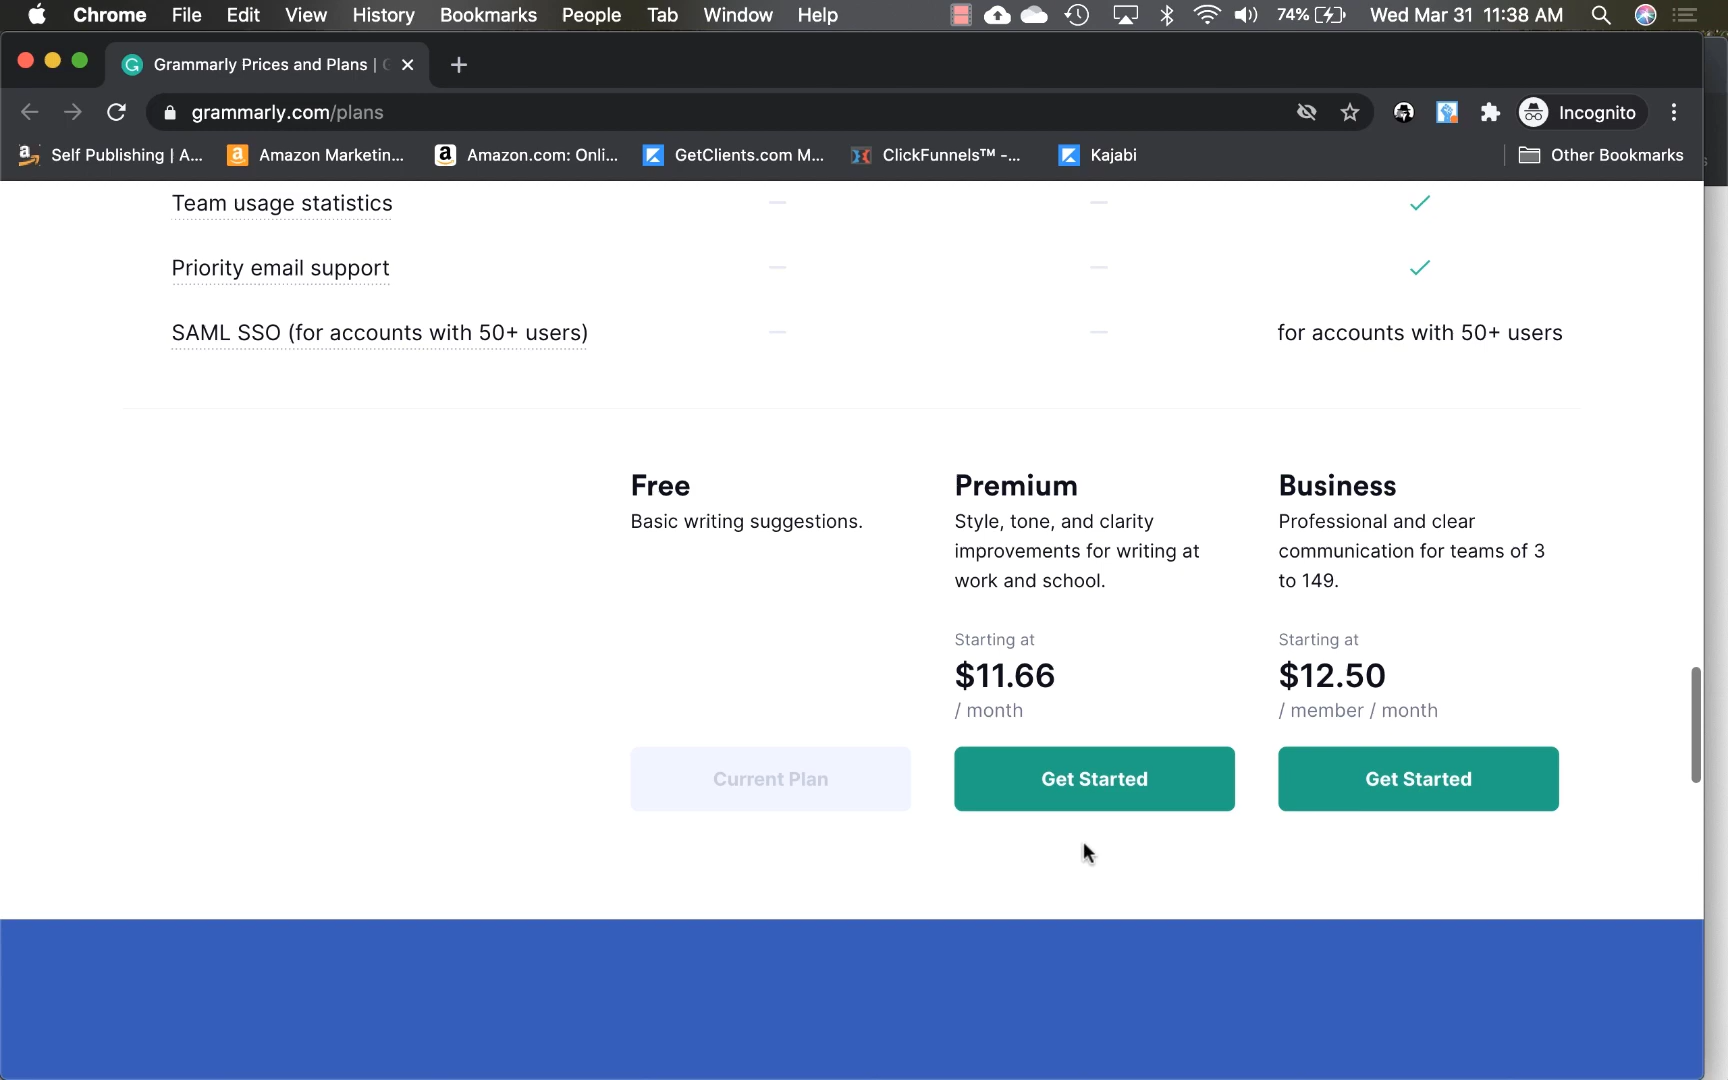 Chrome File Edit View History Bookmarks People Tab Window Help 74% Wed Mar 31 11:38 AM
Grammarly Prices and Plans |
grammarly.com/plans Incognito
Self Publishing | A... Amazon Marketin... Amazon.com: Onli... GetClients.com M... ClickFunnels™ -... Kajabi Other Bookmarks
Team usage statistics
Priority email support
SAML SSO (for accounts with 50+ users) for accounts with 50+ users
Free
Basic writing suggestions.
Current Plan
Premium
Style, tone, and clarity
improvements for writing at
work and school.
Starting at
$11.66
/ month
Get Started
Business
Professional and clear
communication for teams of 3
to 149.
Starting at
$12.50
/ member / month
Get Started